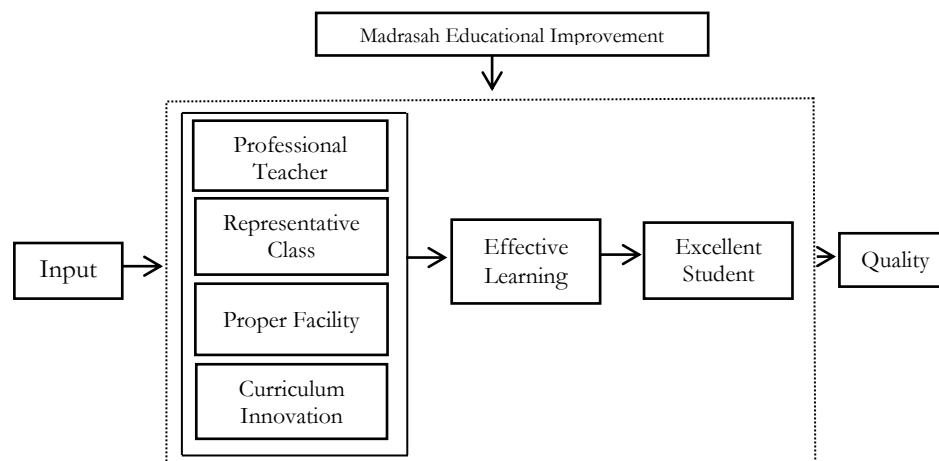 Madrasah Educational Improvement
Professional
Teacher
Representative
Class
Proper Facility
Curriculum
Innovation
Input
Effective
Learning
Excellent
Student
Quality